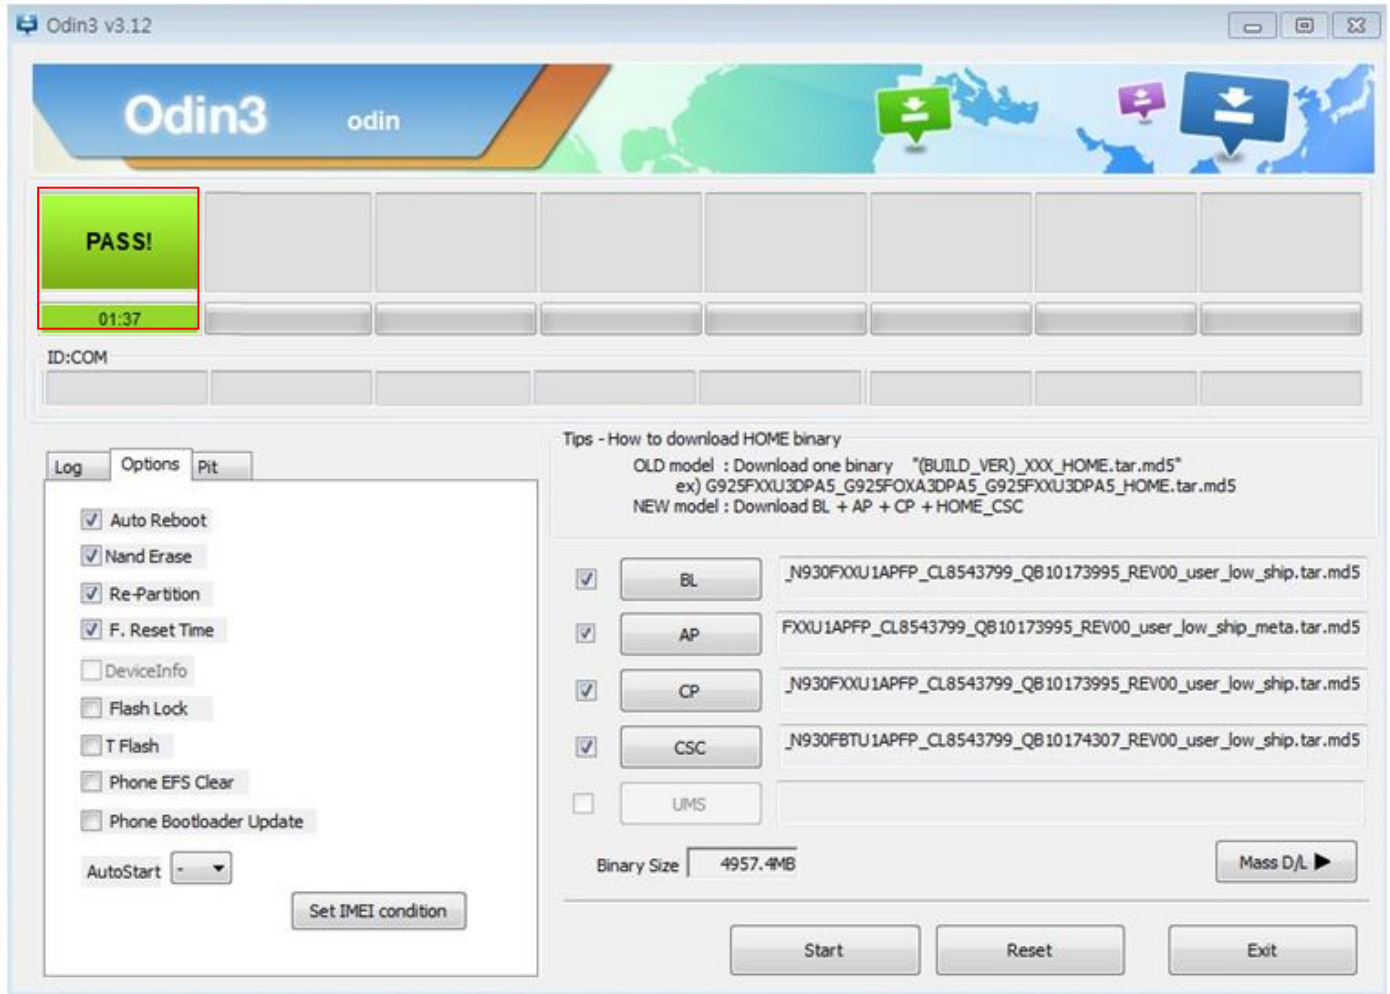 Odin3 v3.12
Odin3 odin
PASS!
01:37
ID:COM
Log Options Pit
Auto Reboot
Nand Erase
Re-Partition
F. Reset Time
DeviceInfo
Flash Lock
T Flash
Phone EFS Clear
Phone Bootloader Update
AutoStart -
Set IMEI condition
Tips - How to download HOME binary
OLD model : Download one binary "(BUILD_VER)_XXX_HOME.tar.md5"
ex) G925FXXU3DPA5_G925FOXA3DPA5_G925FXXU3DPA5_HOME.tar.md5
NEW model : Download BL + AP + CP + HOME_CSC
BL _N930FXXU1APFP_CL8543799_QB10173995_REV00_user_low_ship.tar.md5
AP FXXU1APFP_CL8543799_QB10173995_REV00_user_low_ship_meta.tar.md5
CP _N930FXXU1APFP_CL8543799_QB10173995_REV00_user_low_ship.tar.md5
CSC _N930FBTU1APFP_CL8543799_QB10174307_REV00_user_low_ship.tar.md5
UMS
Binary Size 4957.4MB
Mass D/L ▶
Start Reset Exit